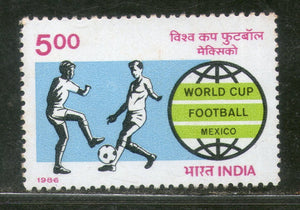 5.00
विश्व कप फुटबॉल
मेक्सिको
WORLD CUP
FOOTBALL
MEXICO
1986
भारत INDIA